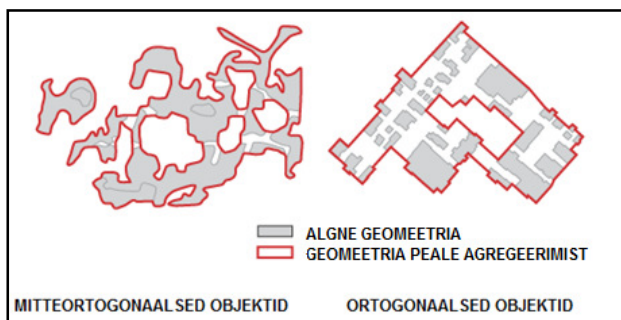 ALGNE GEOMEETRIA
GEOMEETRIA PEALE AGREGEERIMIST
MITTEORTOGONAALSED OBJEKTID
ORTOGONAALSED OBJEKTID